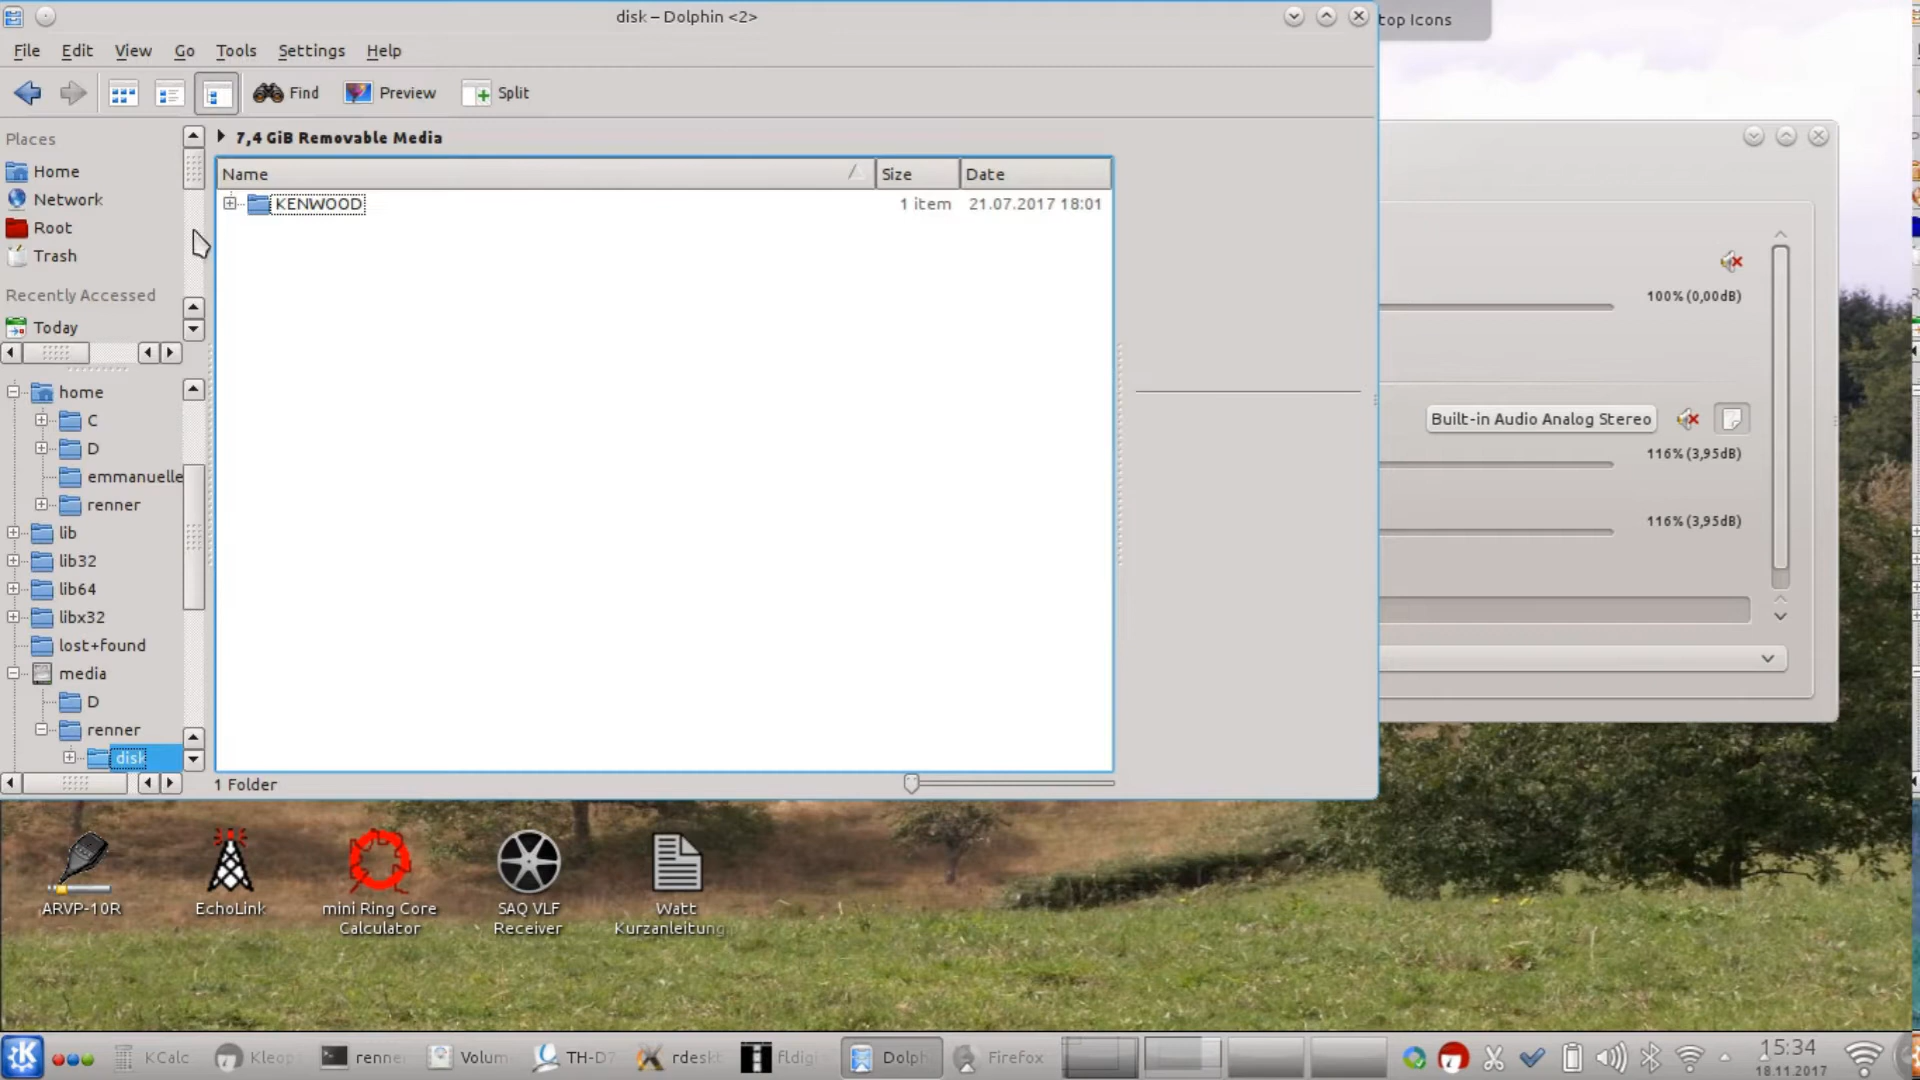 disk – Dolphin <2>
top Icons
File Edit View Go Tools Settings Help
Find Preview Split
Places
Home
Network
Root
Trash
Recently Accessed
Today
home
C
D
emmanuelle
renner
lib
lib32
lib64
libx32
lost+found
media
D
renner
disk
7,4 GiB Removable Media
Name Size Date
KENWOOD 1 item 21.07.2017 18:01
1 Folder
100% (0,00dB)
Built-in Audio Analog Stereo
116% (3,95dB)
116% (3,95dB)
ARVP-10R
EchoLink
mini Ring Core
Calculator
SAQ VLF
Receiver
Watt
Kurzanleitung
KCalc Kleop renne Volum TH-D7 rdesk fldigi Dolph Firefox
15:34
18.11.2017